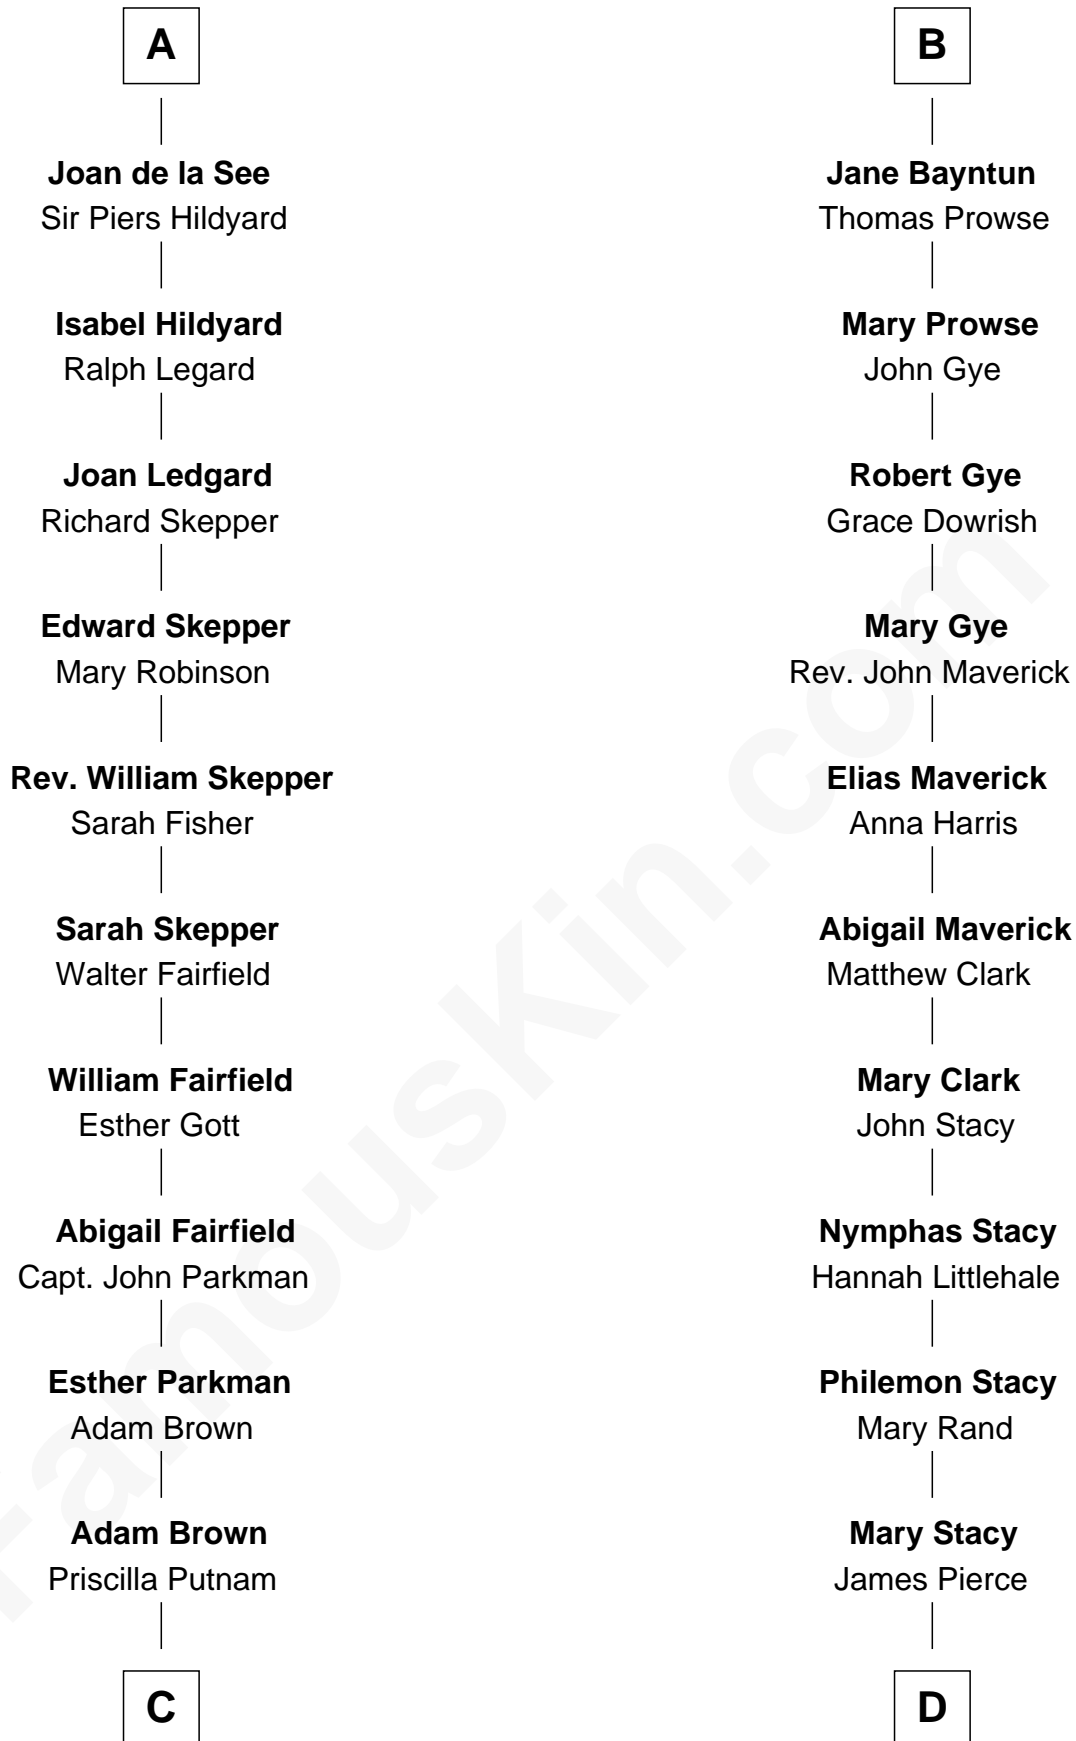 A
Joan de la See
Sir Piers Hildyard
Isabel Hildyard
Ralph Legard
Joan Ledgard
Richard Skepper
Edward Skepper
Mary Robinson
Rev. William Skepper
Sarah Fisher
Sarah Skepper
Walter Fairfield
William Fairfield
Esther Gott
Abigail Fairfield
Capt. John Parkman
Esther Parkman
Adam Brown
Adam Brown
Priscilla Putnam
C
B
Jane Bayntun
Thomas Prowse
Mary Prowse
John Gye
Robert Gye
Grace Dowrish
Mary Gye
Rev. John Maverick
Elias Maverick
Anna Harris
Abigail Maverick
Matthew Clark
Mary Clark
John Stacy
Nymphas Stacy
Hannah Littlehale
Philemon Stacy
Mary Rand
Mary Stacy
James Pierce
D
FamousKin.com